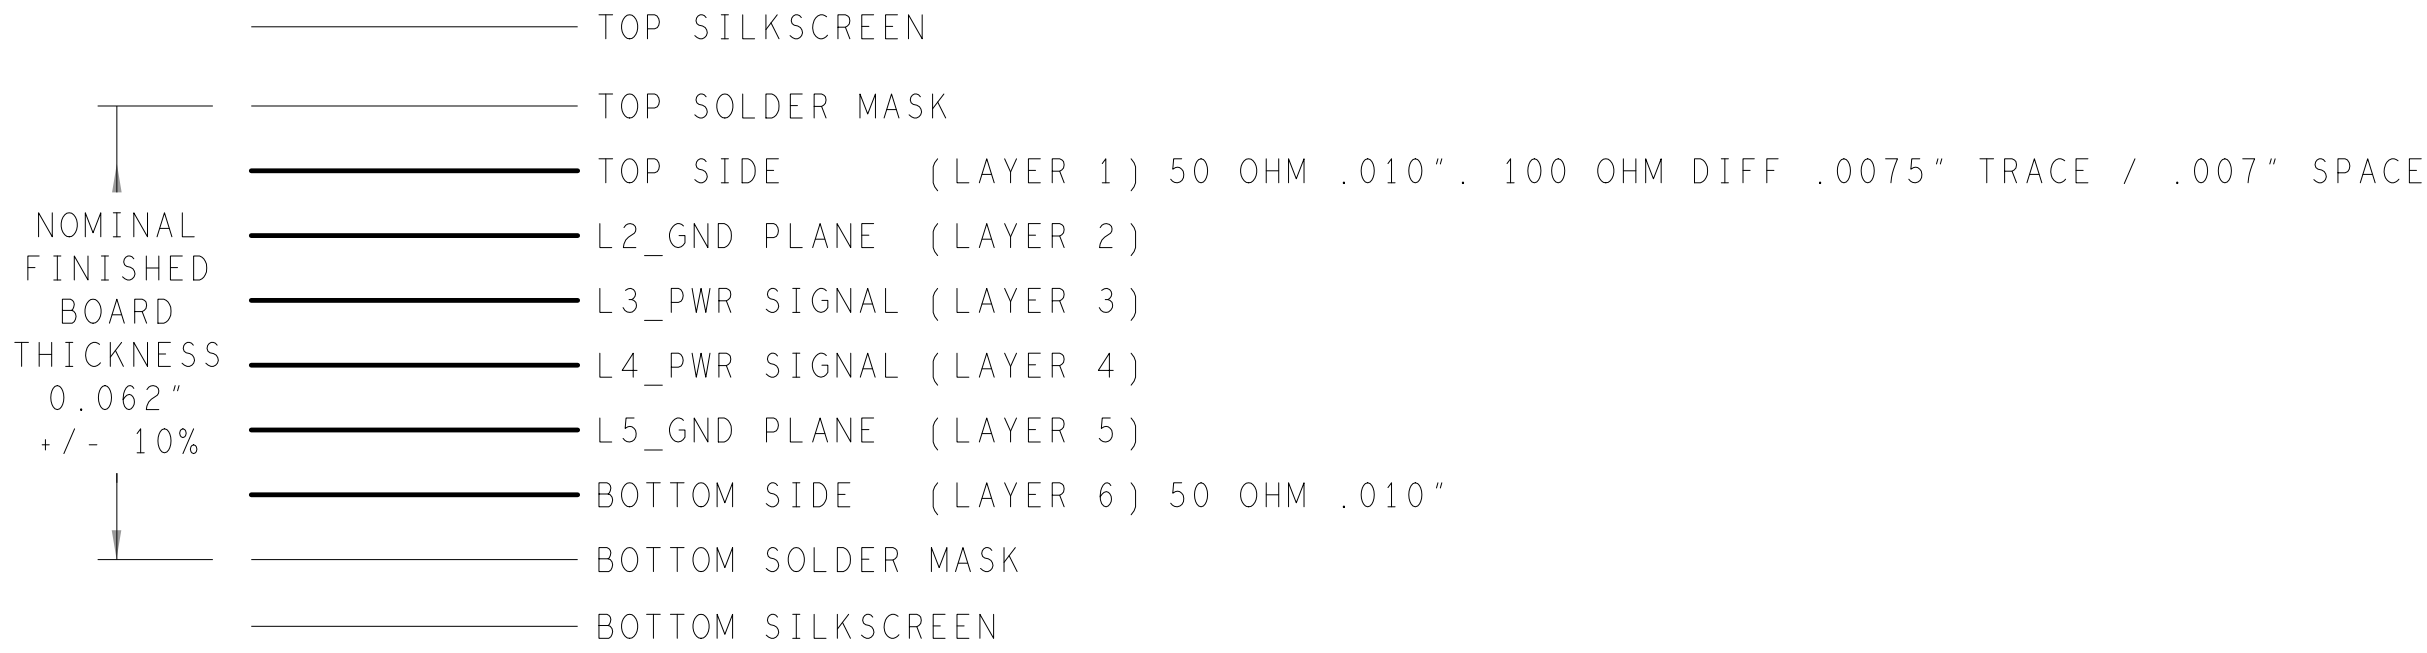 TOP SILKSCREEN
TOP SOLDER MASK
TOP SIDE (LAYER 1) 50 OHM .010". 100 OHM DIFF .0075" TRACE / .007" SPACE
L2_GND PLANE (LAYER 2)
L3_PWR SIGNAL (LAYER 3)
L4_PWR SIGNAL (LAYER 4)
L5_GND PLANE (LAYER 5)
BOTTOM SIDE (LAYER 6) 50 OHM .010"
BOTTOM SOLDER MASK
BOTTOM SILKSCREEN
NOMINAL
FINISHED
BOARD
THICKNESS
0.062"
+/- 10%